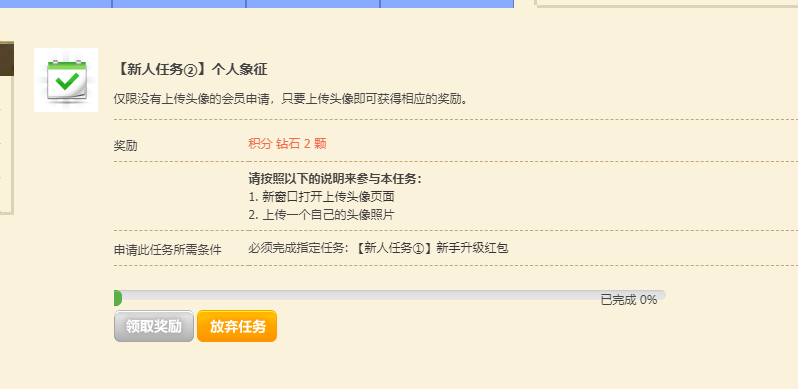 【新人任务②】个人象征
仅限没有上传头像的会员申请，只要上传头像即可获得相应的奖励。
奖励
积分 钻石 2 颗
请按照以下的说明来参与本任务：
1. 新窗口打开上传头像页面
2. 上传一个自己的头像照片
申请此任务所需条件
必须完成指定任务：【新人任务①】新手升级红包
已完成 0%
领取奖励 放弃任务